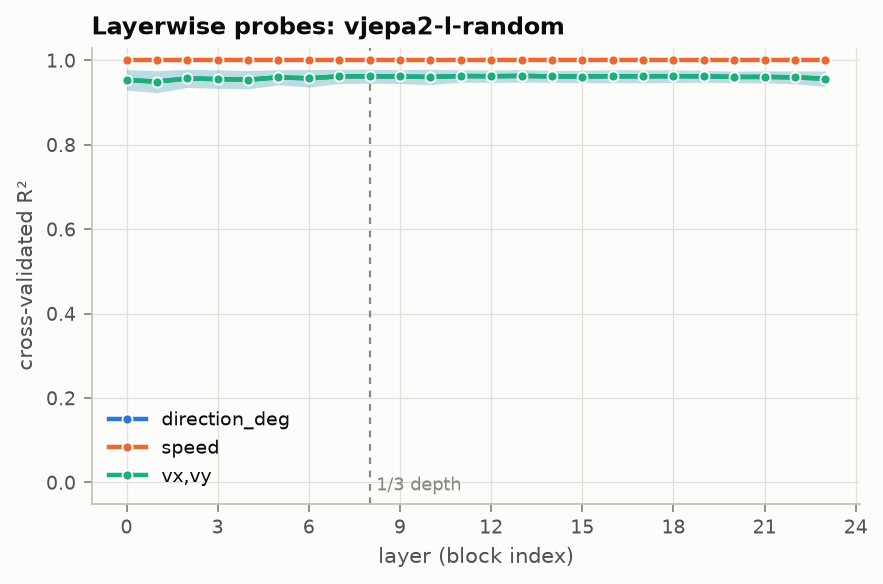 Layerwise probes: vjepa2-l-random
cross-validated R²
1.0
0.8
0.6
0.4
0.2
0.0
direction_deg
speed
vx,vy
1/3 depth
0 3 6 9 12 15 18 21 24
layer (block index)